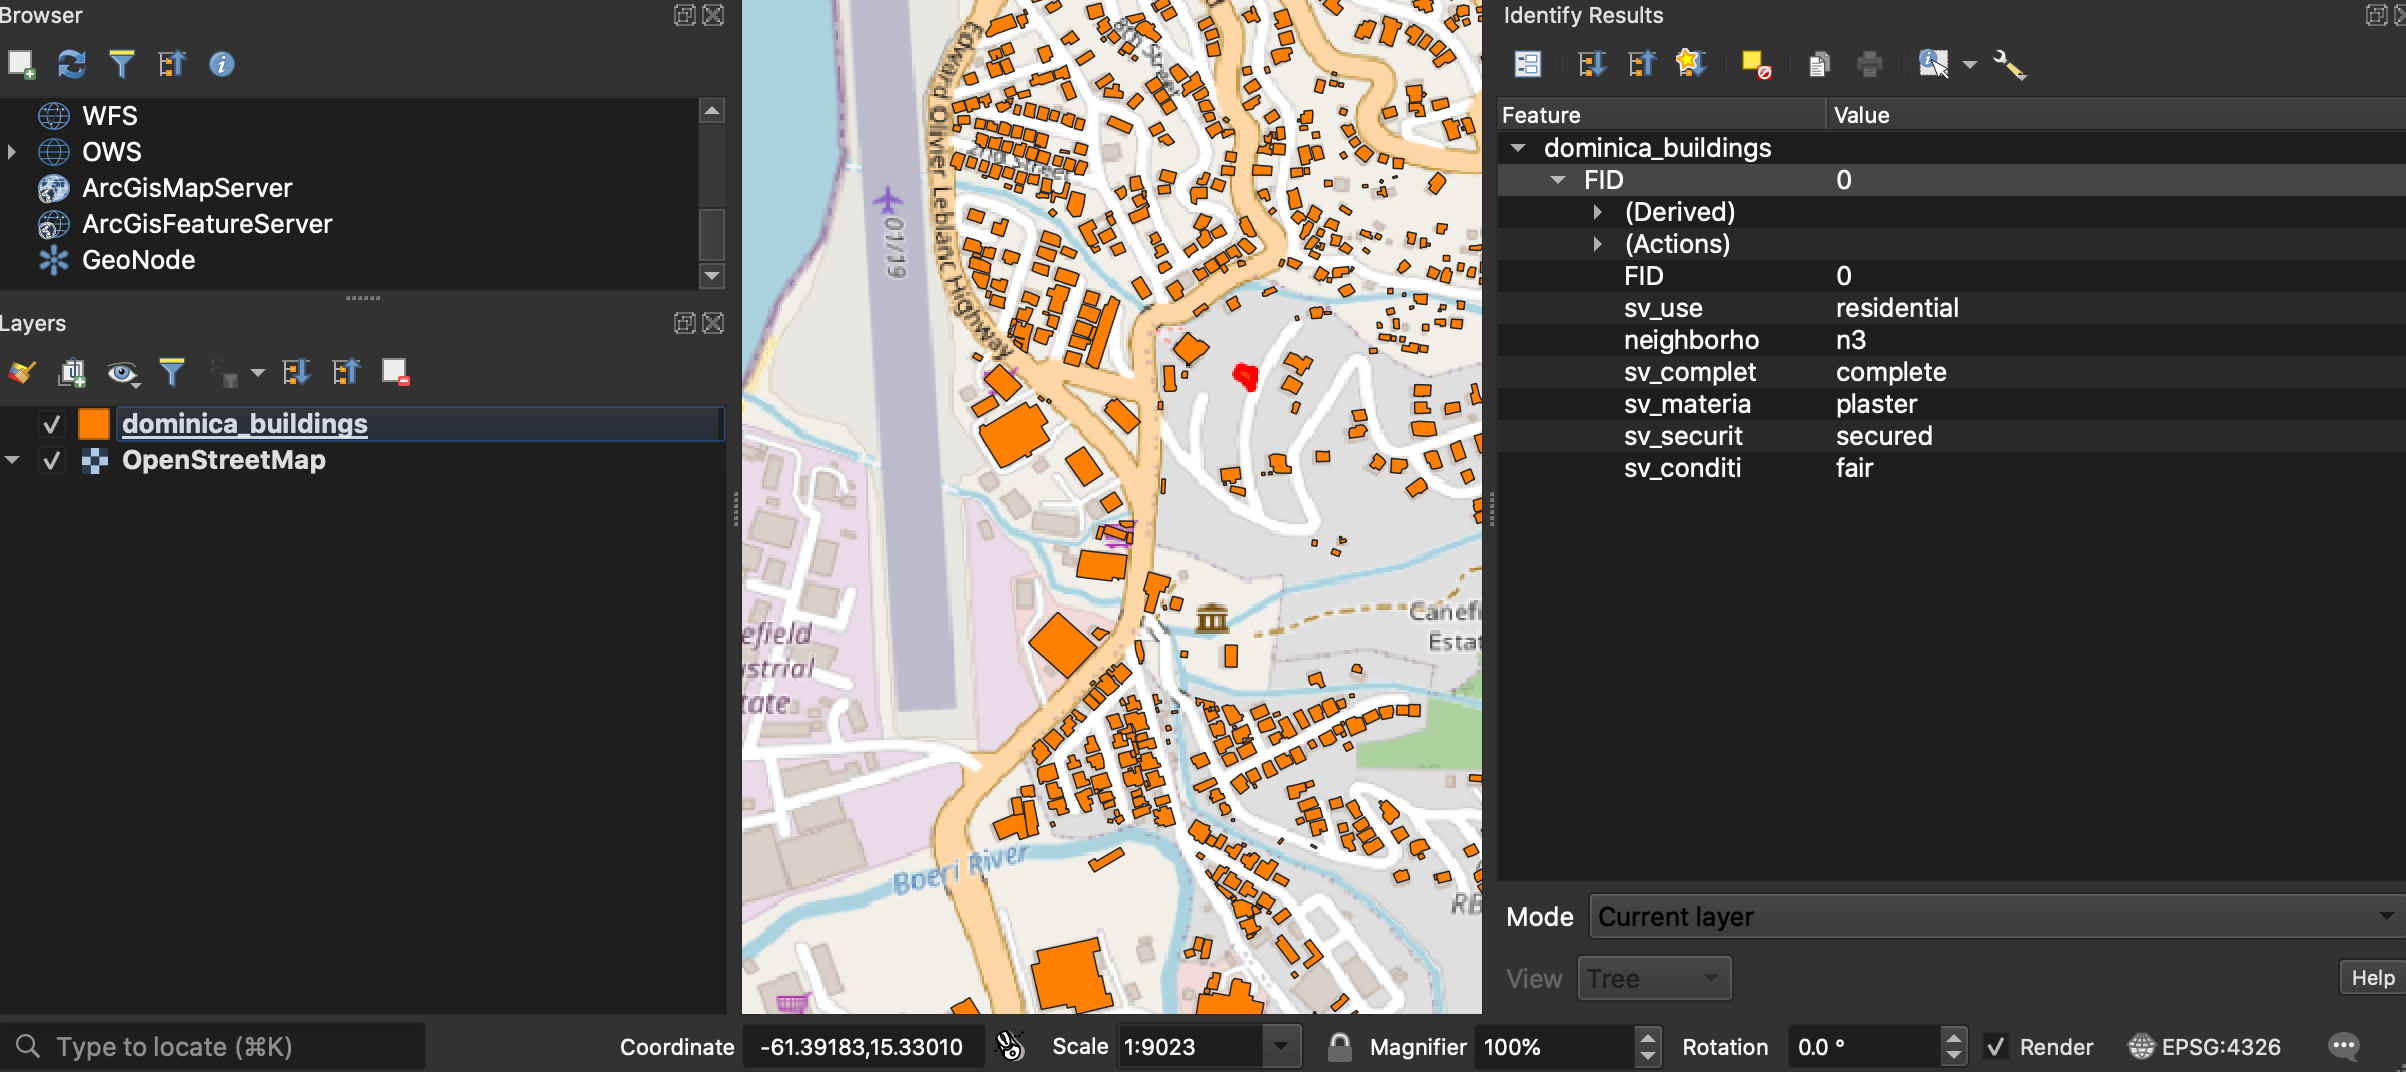 Browser
WFS
OWS
ArcGisMapServer
ArcGisFeatureServer
GeoNode
Layers
dominica_buildings
OpenStreetMap
Type to locate (⌘K)
Edward Olivier Leblanc Highway
01/19
efield
ustrial
tate
Boeri River
Canefi
Estat
RB
Identify Results
Feature Value
dominica_buildings
FID 0
(Derived)
(Actions)
FID 0
sv_use residential
neighborho n3
sv_complet complete
sv_materia plaster
sv_securit secured
sv_conditi fair
Mode Current layer
View Tree
Help
Coordinate -61.39183,15.33010 Scale 1:9023 Magnifier 100% Rotation 0.0 ° Render EPSG:4326